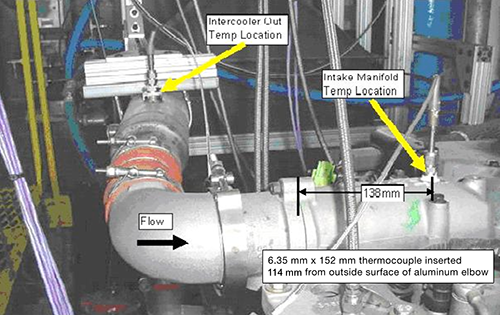 Intercooler Out
Temp Location
Intake Manifold
Temp Location
138mm
Flow
6.35 mm x 152 mm thermocouple inserted
114 mm from outside surface of aluminum elbow